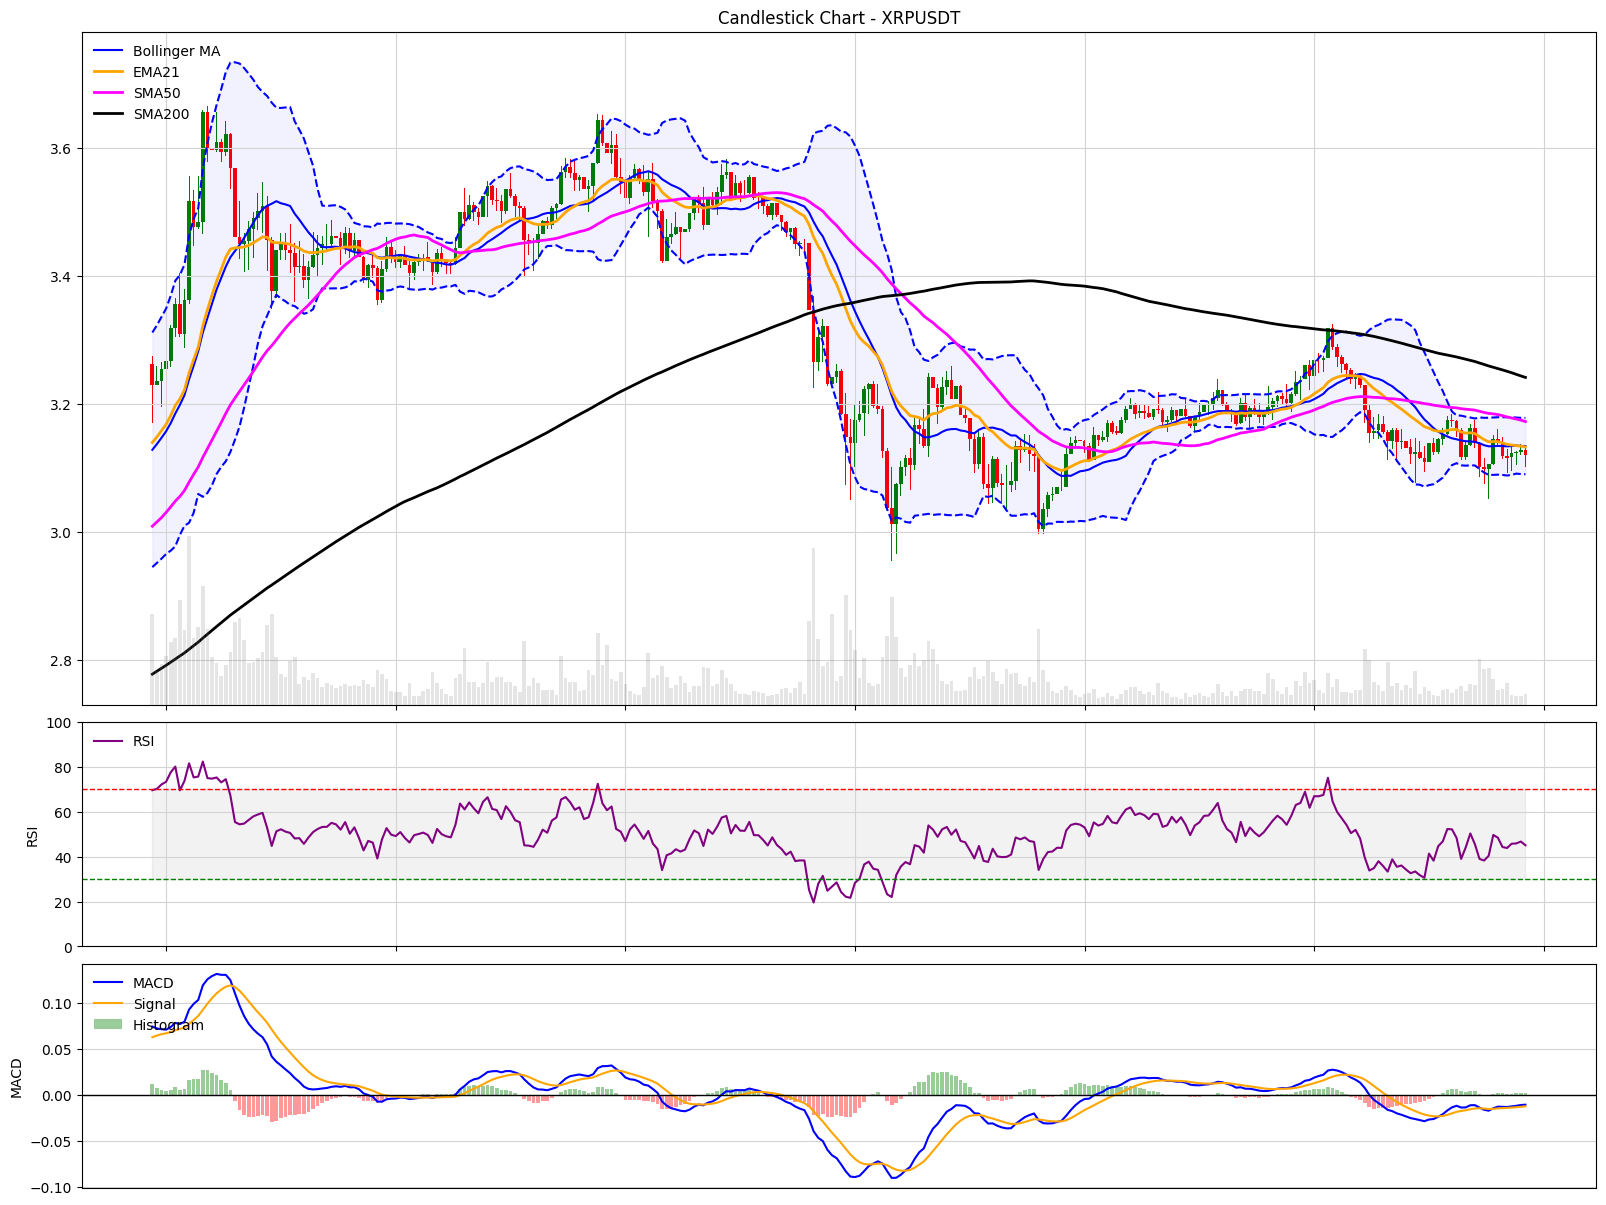 Candlestick Chart - XRPUSDT
Bollinger MA
EMA21
SMA50
SMA200
3.6
3.4
3.2
3.0
2.8
100
80
60
40
20
0
RSI
RSI
MACD
Signal
Histogram
0.10
0.05
0.00
−0.05
−0.10
MACD